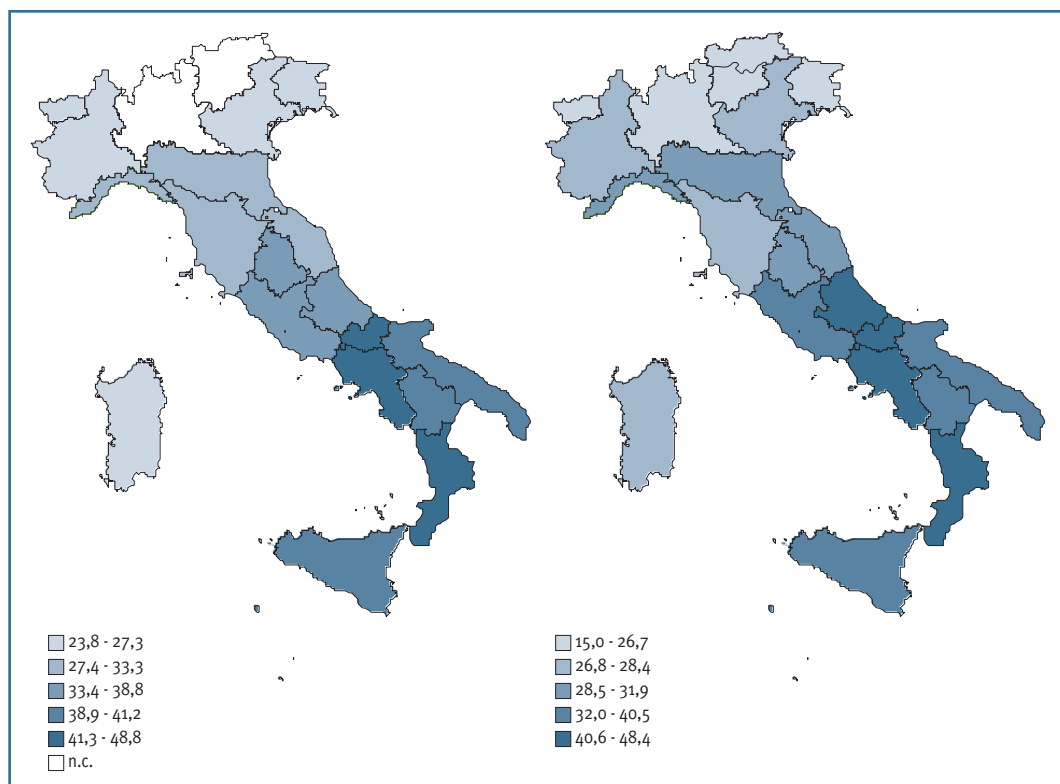 23,8 - 27,3
27,4 - 33,3
33,4 - 38,8
38,9 - 41,2
41,3 - 48,8
n.c.
15,0 - 26,7
26,8 - 28,4
28,5 - 31,9
32,0 - 40,5
40,6 - 48,4